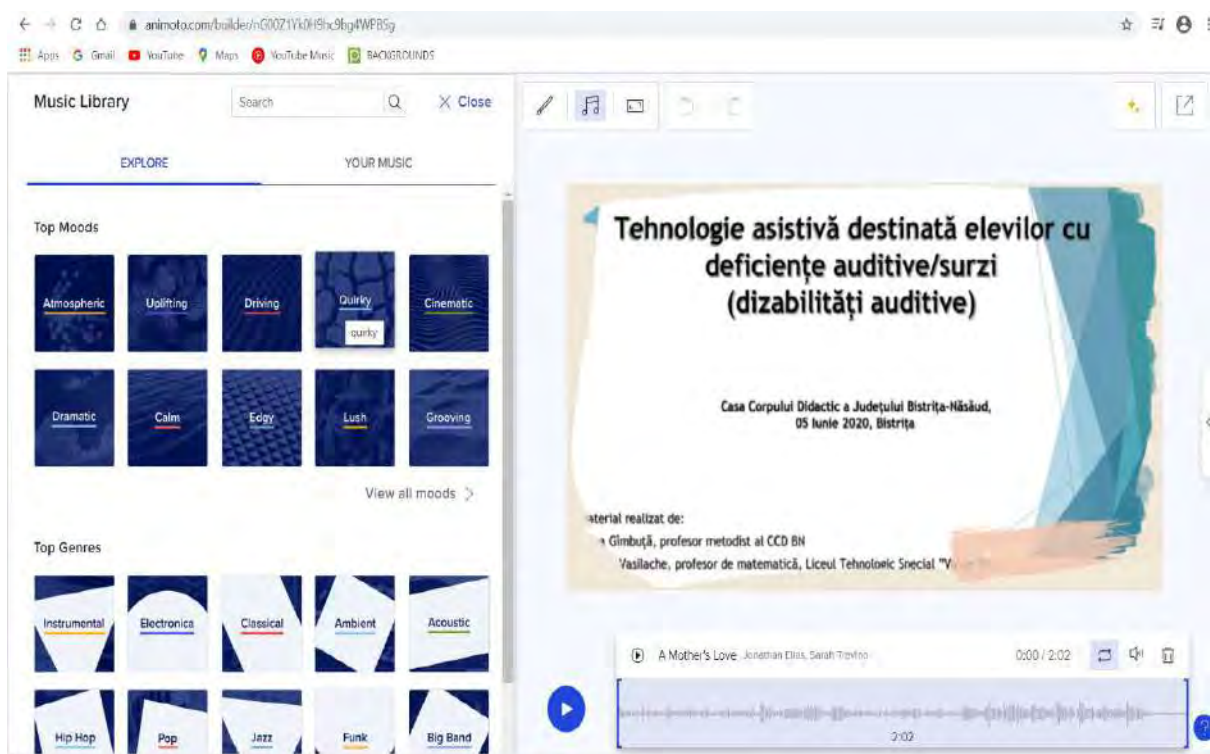 animoto.com/builder/
Apps Gmail YouTube Maps YouTube Music BACKGROUNDS
Music Library
Search
Close
EXPLORE YOUR MUSIC
Top Moods
Atmospheric Uplifting Driving Quirky Cinematic
quirky
Dramatic Calm Edgy Lush Grooving
View all moods
Top Genres
Instrumental Electronica Classical Ambient Acoustic
Hip Hop Pop Jazz Funk Big Band
Tehnologie asistivă destinată elevilor cu
deficiențe auditive/surzi
(dizabilități auditive)
Casa Corpului Didactic a Județului Bistrița-Năsăud,
05 Iunie 2020, Bistrița
aterial realizat de:
a Gîmbuță, profesor metodist al CCD BN
Vasilache, profesor de matematică, Liceul Tehnologic Special "V
A Mother's Love Jonathan Elias, Sarah Trevino 0:00 / 2:02
2:02